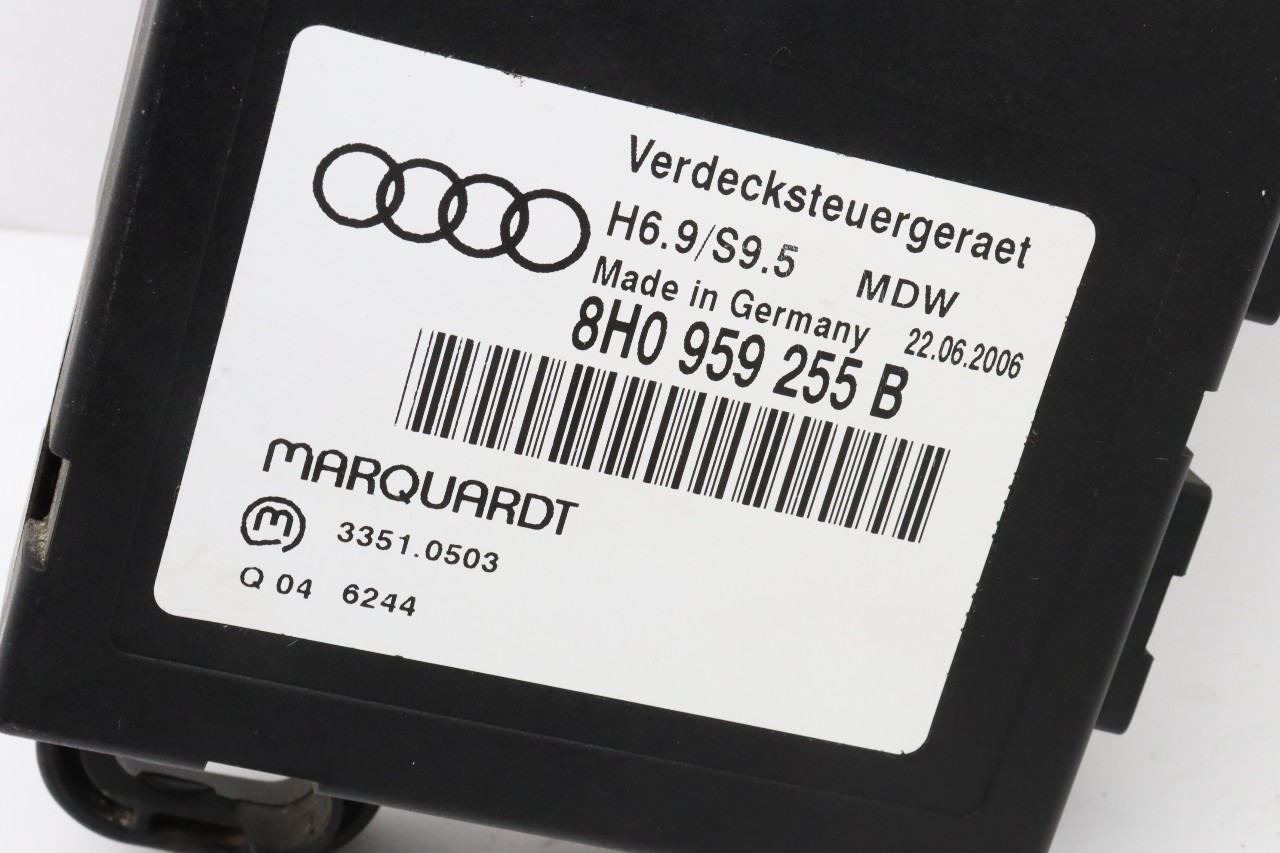 Verdecksteuergeraet
H6.9/S9.5 MDW
Made in Germany 22.06.2006
8H0 959 255 B
MARQUARDT
m 3351.0503
Q 04 6244